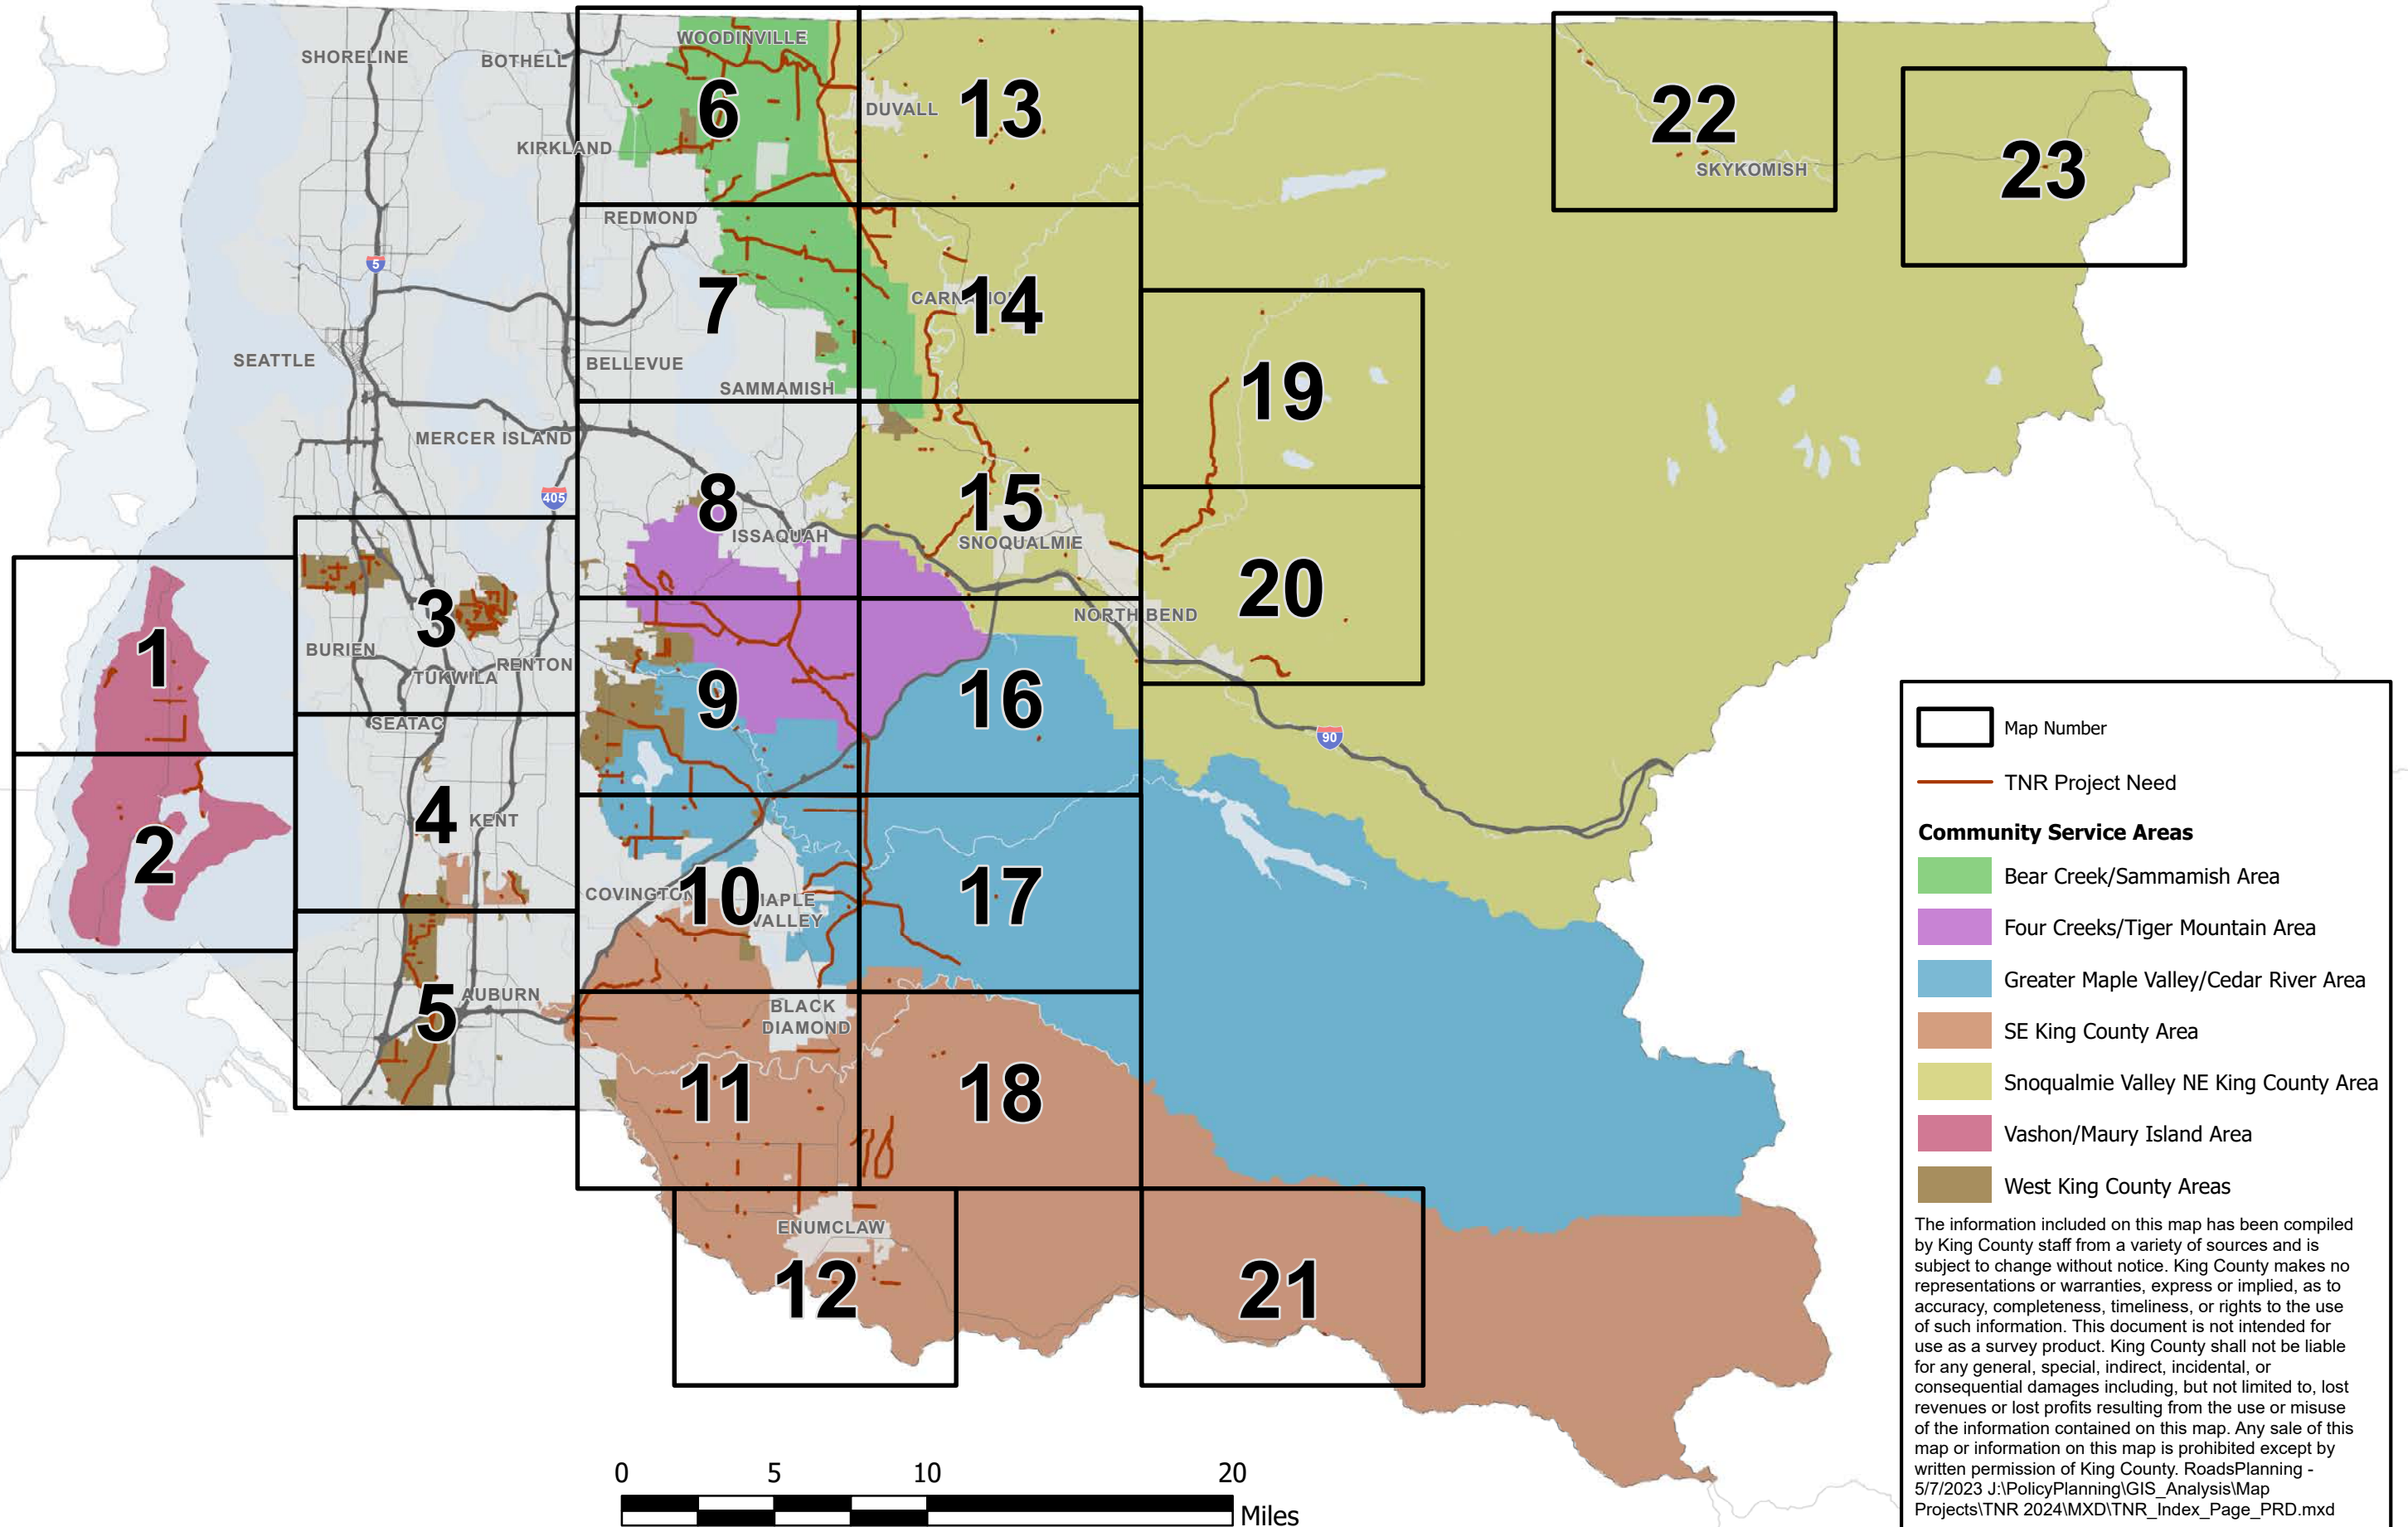 WOODINVILLE
SHORELINE
BOTHELL
6
13
DUVALL
22
KIRKLAND
SKYKOMISH
23
REDMOND
5
7
14
CARNATION
SEATTLE
BELLEVUE
SAMMAMISH
19
MERCER ISLAND
405
8
15
ISSAQUAH
SNOQUALMIE
3
20
NORTH BEND
1
BURIEN
RENTON
TUKWILA
9
16
SEATAC
90
4
KENT
2
COVINGTON
10
MAPLE
VALLEY
17
5
AUBURN
BLACK
DIAMOND
11
18
ENUMCLAW
12
21
Map Number
TNR Project Need
Community Service Areas
Bear Creek/Sammamish Area
Four Creeks/Tiger Mountain Area
Greater Maple Valley/Cedar River Area
SE King County Area
Snoqualmie Valley NE King County Area
Vashon/Maury Island Area
West King County Areas
The information included on this map has been compiled
by King County staff from a variety of sources and is
subject to change without notice. King County makes no
representations or warranties, express or implied, as to
accuracy, completeness, timeliness, or rights to the use
of such information. This document is not intended for
use as a survey product. King County shall not be liable
for any general, special, indirect, incidental, or
consequential damages including, but not limited to, lost
revenues or lost profits resulting from the use or misuse
of the information contained on this map. Any sale of this
map or information on this map is prohibited except by
written permission of King County. RoadsPlanning -
5/7/2023 J:\PolicyPlanning\GIS_Analysis\Map
Projects\TNR 2024\MXD\TNR_Index_Page_PRD.mxd
0 5 10 20
Miles